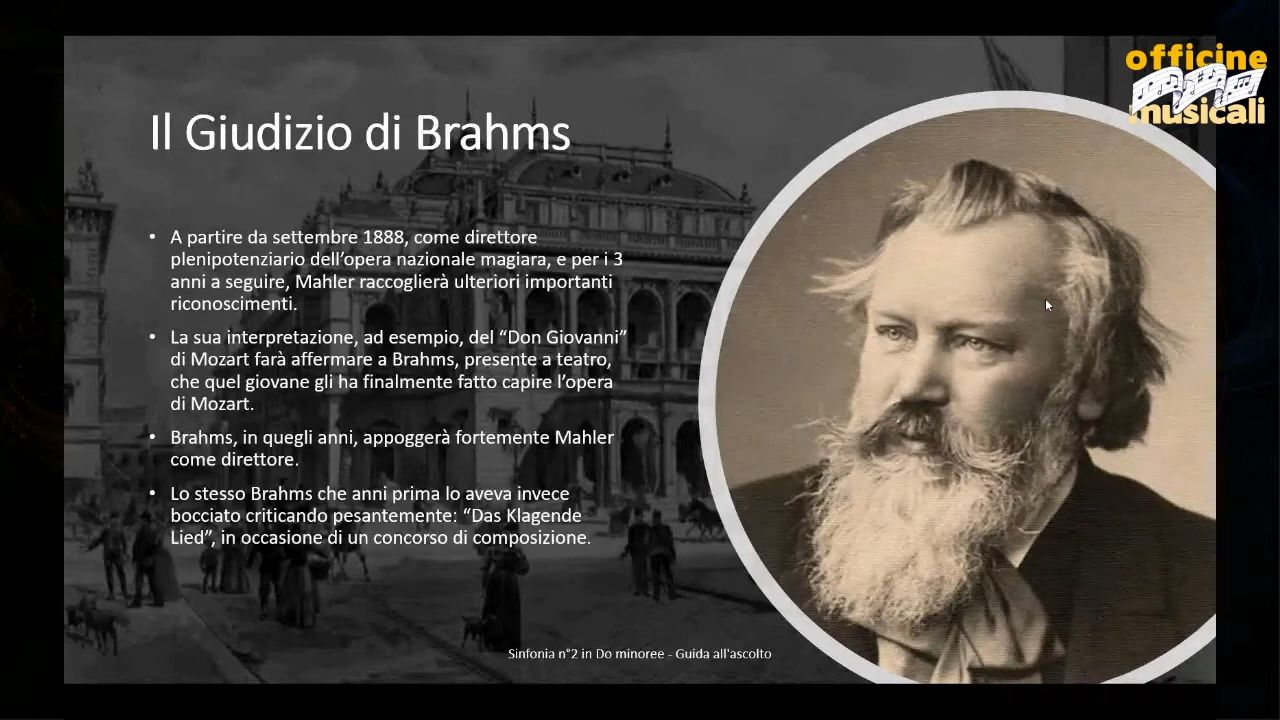 officine
musicali
Il Giudizio di Brahms
• A partire da settembre 1888, come direttore
plenipotenziario dell’opera nazionale magiara, e per i 3
anni a seguire, Mahler raccoglierà ulteriori importanti
riconoscimenti.
• La sua interpretazione, ad esempio, del “Don Giovanni”
di Mozart farà affermare a Brahms, presente a teatro,
che quel giovane gli ha finalmente fatto capire l’opera
di Mozart.
• Brahms, in quegli anni, appoggerà fortemente Mahler
come direttore.
• Lo stesso Brahms che anni prima lo aveva invece
bocciato criticando pesantemente: “Das Klagende
Lied”, in occasione di un concorso di composizione.
Sinfonia n°2 in Do minoree - Guida all'ascolto